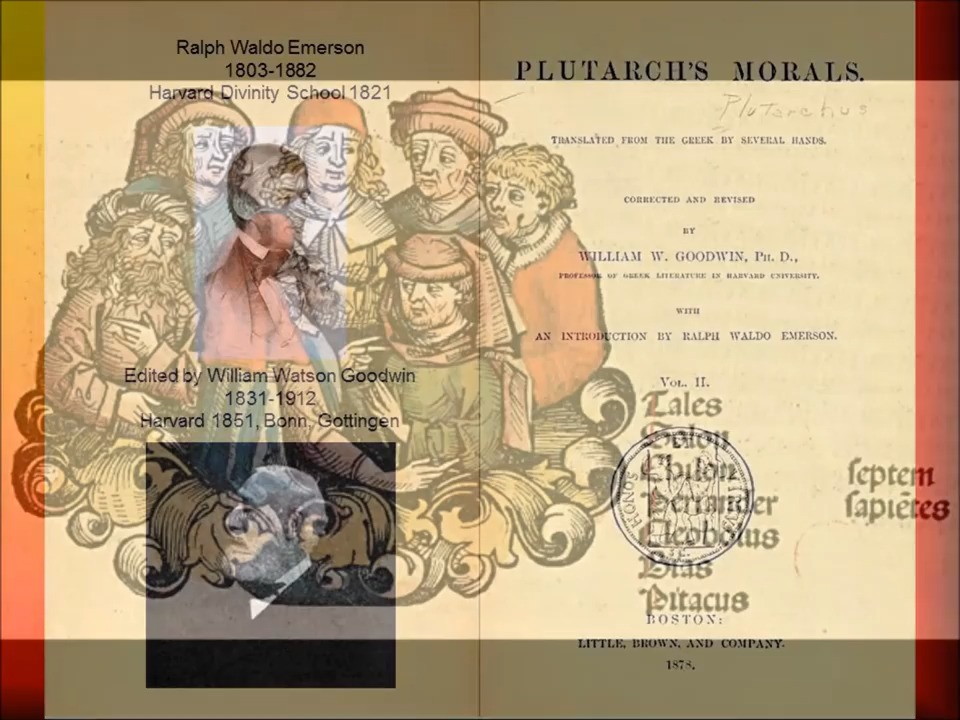 Ralph Waldo Emerson
1803-1882
Harvard Divinity School 1821
Edited by William Watson Goodwin
1831-1912
Harvard 1851, Bonn, Gottingen
PLUTARCH'S MORALS.
Plutarchus
TRANSLATED FROM THE GREEK BY SEVERAL HANDS.
CORRECTED AND REVISED
BY
WILLIAM W. GOODWIN, PH. D.,
PROFESSOR OF GREEK LITERATURE IN HARVARD UNIVERSITY.
WITH
AN INTRODUCTION BY RALPH WALDO EMERSON.
VOL. II.
Tales
Solon
Chilon
Periander
Cleobolus
Bias
Pitacus
septem
sapiētes
BOSTON:
LITTLE, BROWN, AND COMPANY.
1878.